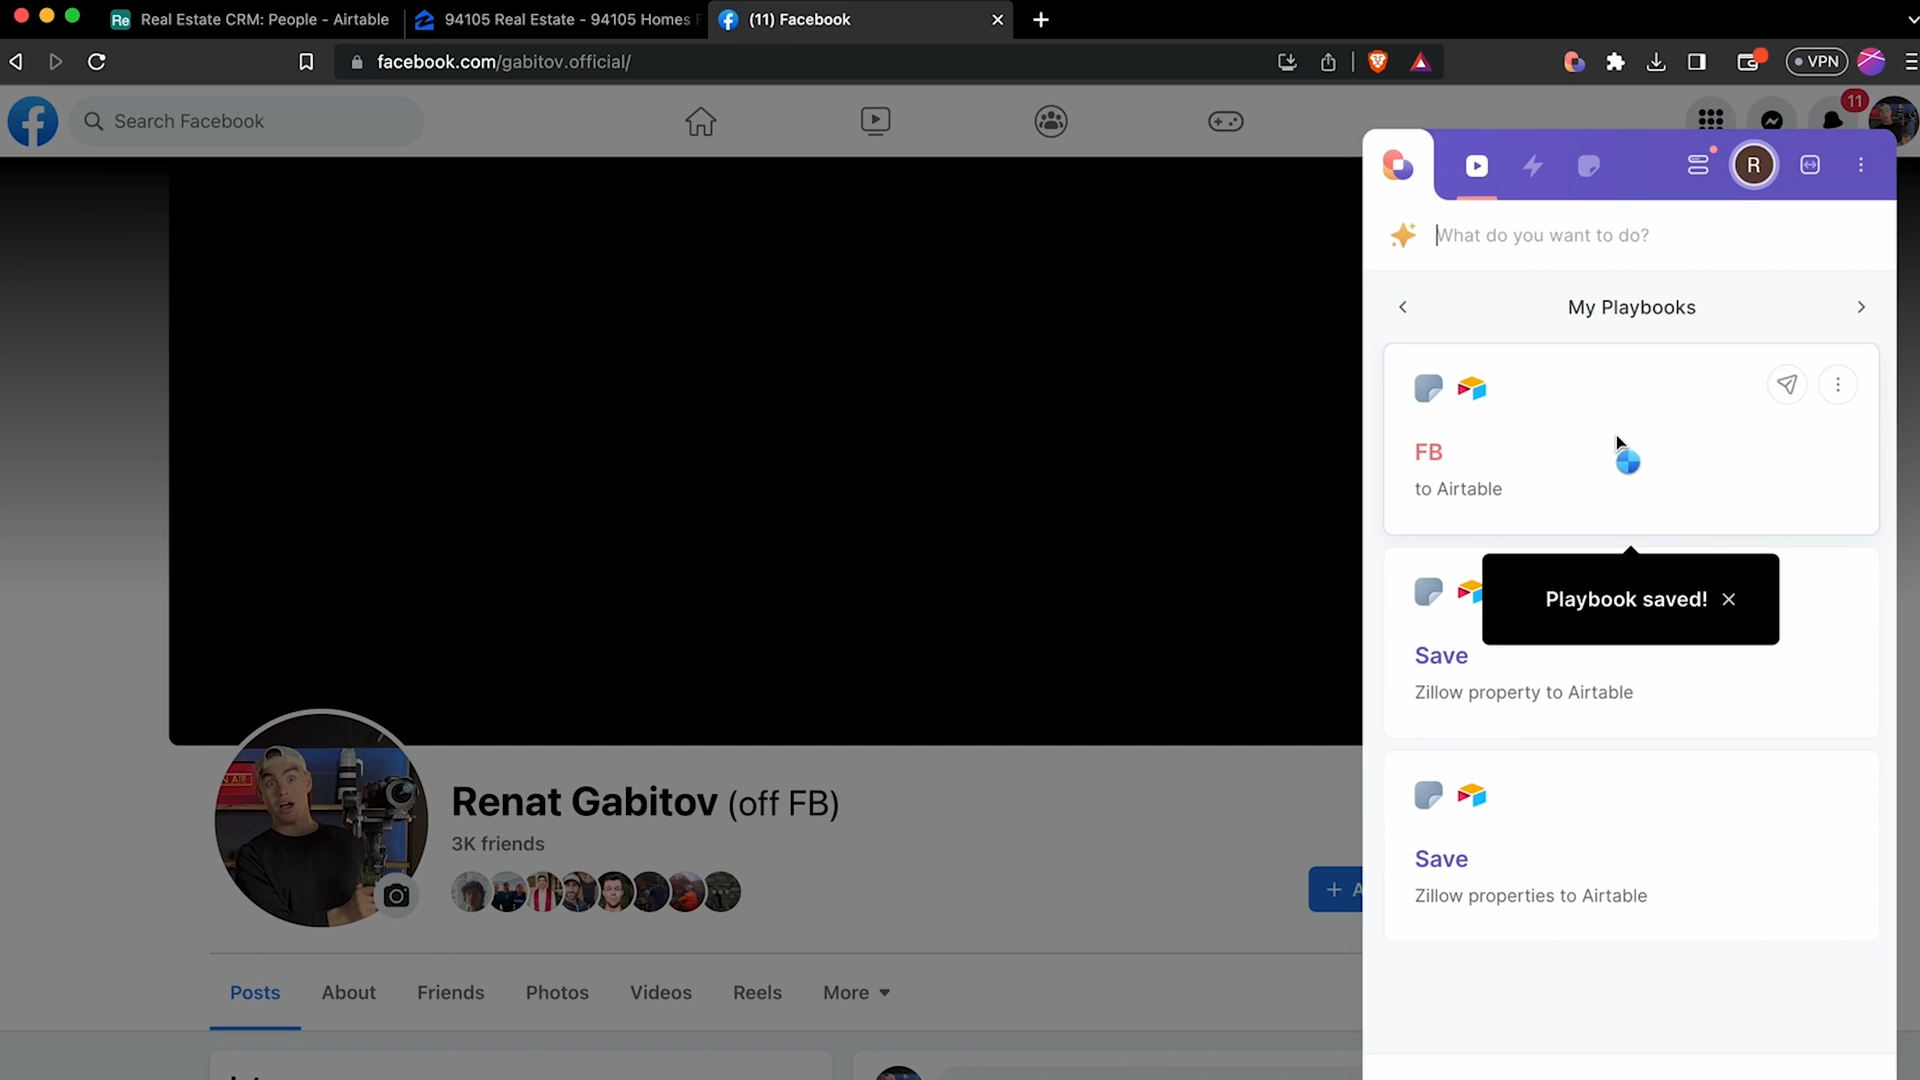 Re Real Estate CRM: People - Airtable
94105 Real Estate - 94105 Homes F
(11) Facebook
facebook.com/gabitov.official/
VPN
Search Facebook
11
R
What do you want to do?
My Playbooks
FB
to Airtable
Playbook saved!
Save
Zillow property to Airtable
Save
Zillow properties to Airtable
N AIR
Renat Gabitov (off FB)
3K friends
+ A
Posts
About
Friends
Photos
Videos
Reels
More